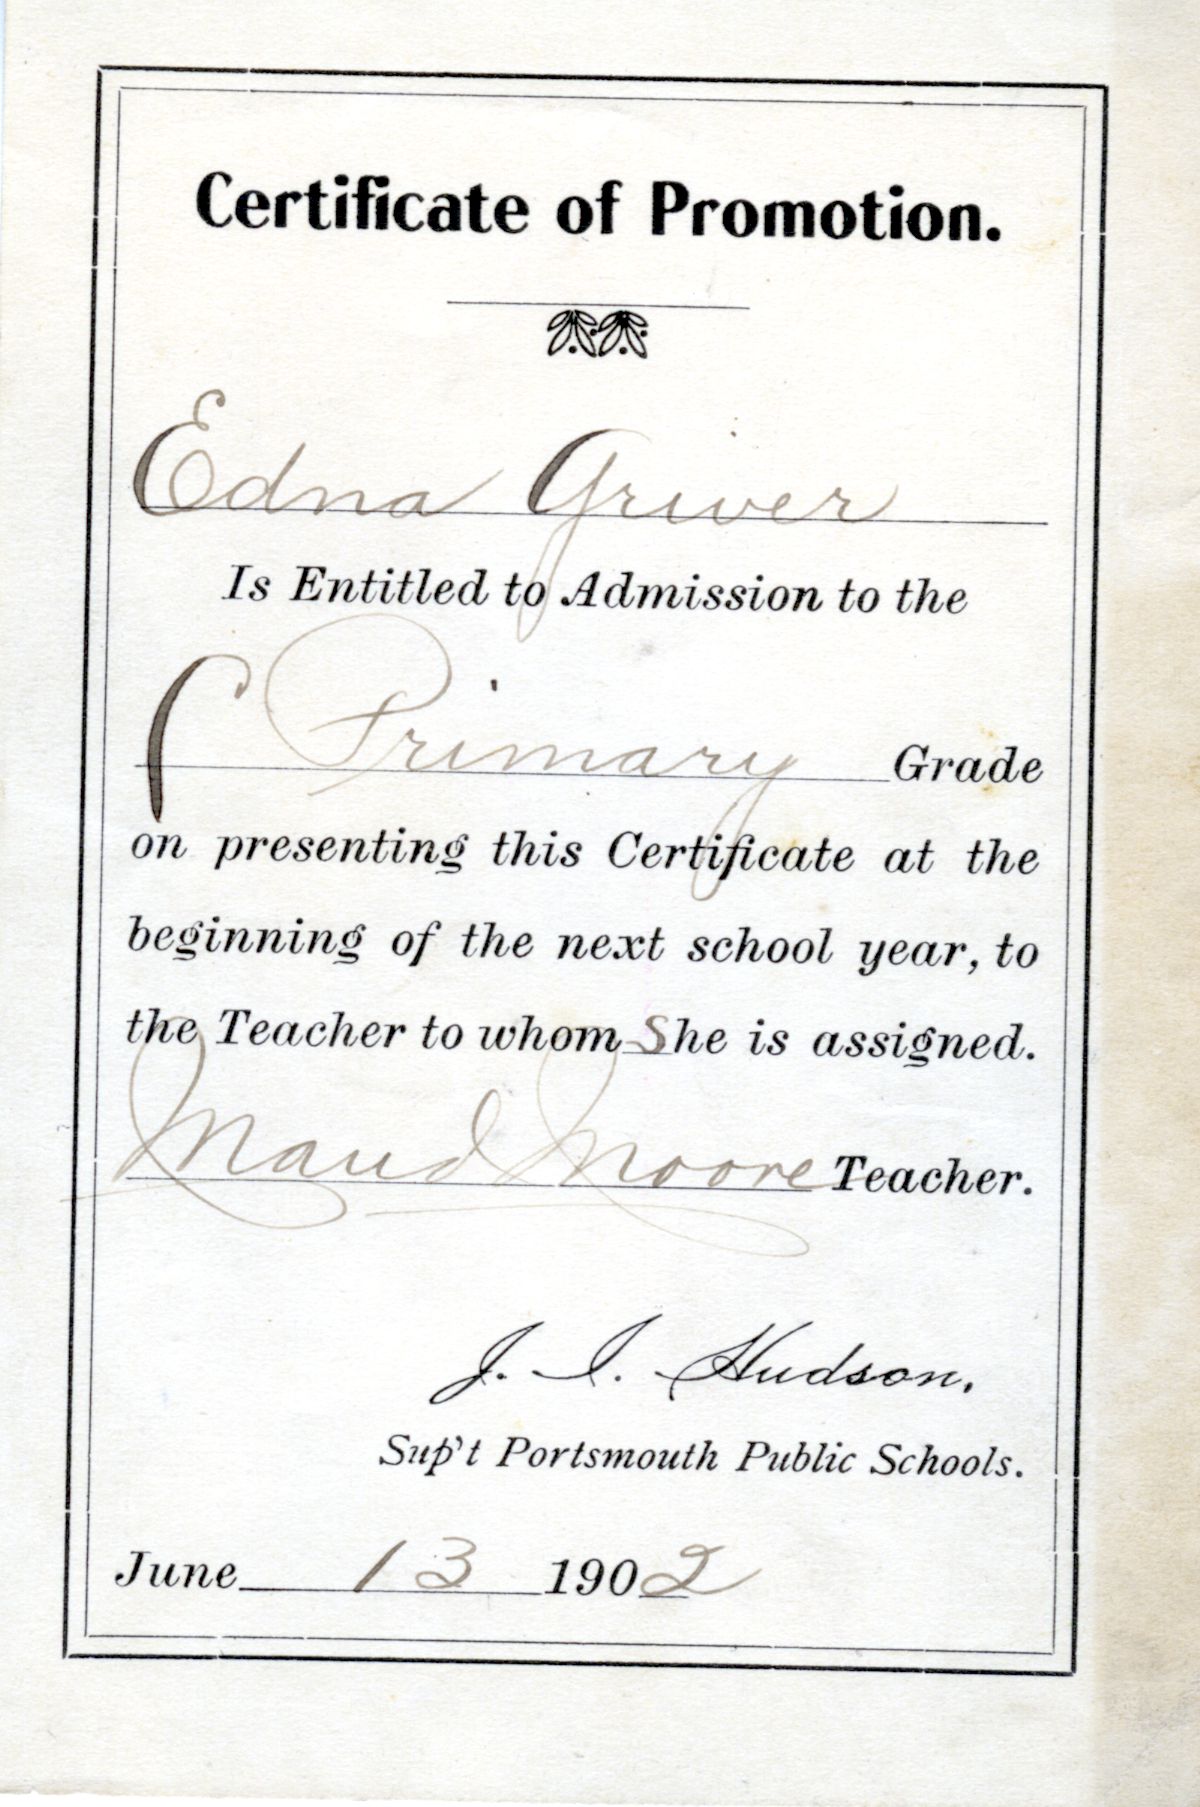 Certificate of Promotion.
Edna Griver
Is Entitled to Admission to the
Primary Grade
on presenting this Certificate at the
beginning of the next school year, to
the Teacher to whom She is assigned.
Maud Moore Teacher.
J. I. Hudson.
Sup't Portsmouth Public Schools.
June 13 1902